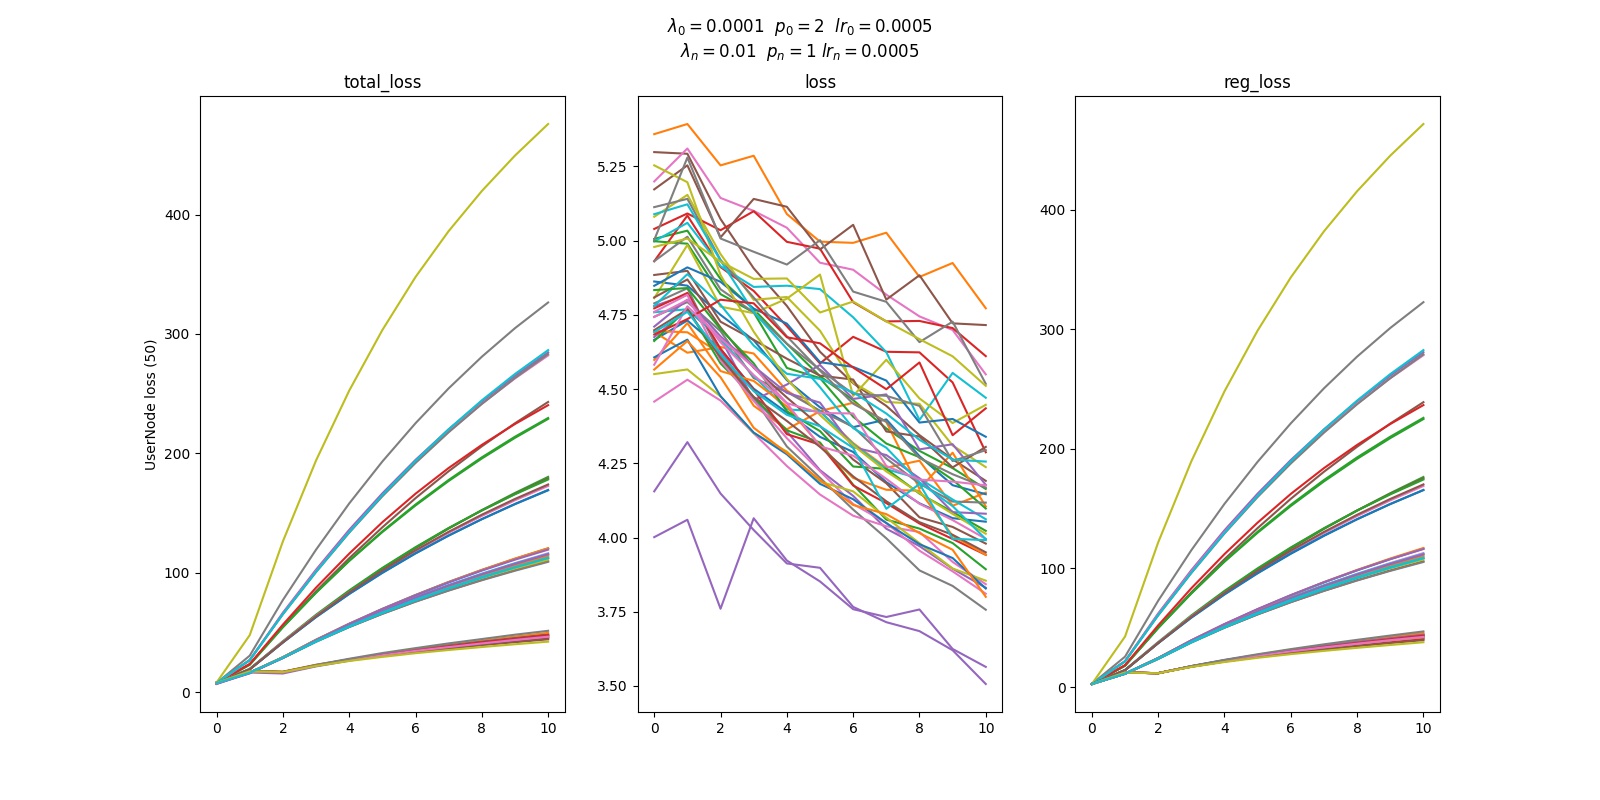 λ₀ = 0.0001 p₀ = 2 lr₀ = 0.0005
λₙ = 0.01 pₙ = 1 lrₙ = 0.0005
total_loss
loss
reg_loss
UserNode loss (50)
400
300
200
100
0
0 2 4 6 8 10
5.25
5.00
4.75
4.50
4.25
4.00
3.75
3.50
0 2 4 6 8 10
400
300
200
100
0
0 2 4 6 8 10